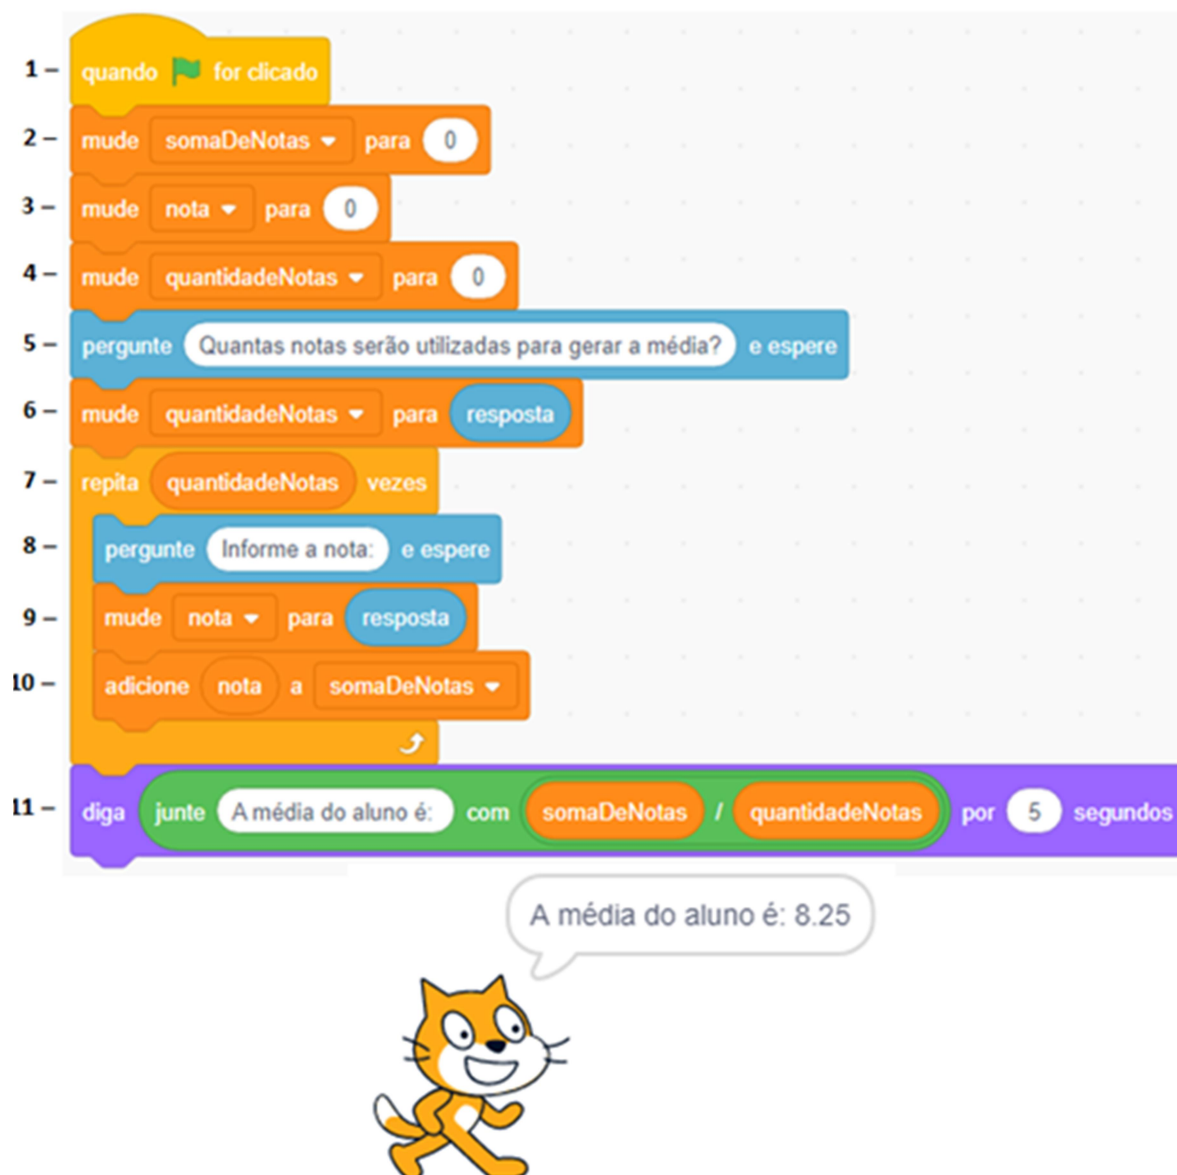 1 – quando for clicado
2 – mude somaDeNotas para 0
3 – mude nota para 0
4 – mude quantidadeNotas para 0
5 – pergunte Quantas notas serão utilizadas para gerar a média? e espere
6 – mude quantidadeNotas para resposta
7 – repita quantidadeNotas vezes
8 – pergunte Informe a nota: e espere
9 – mude nota para resposta
10 – adicione nota a somaDeNotas
11 – diga junte A média do aluno é: com somaDeNotas / quantidadeNotas por 5 segundos
A média do aluno é: 8.25